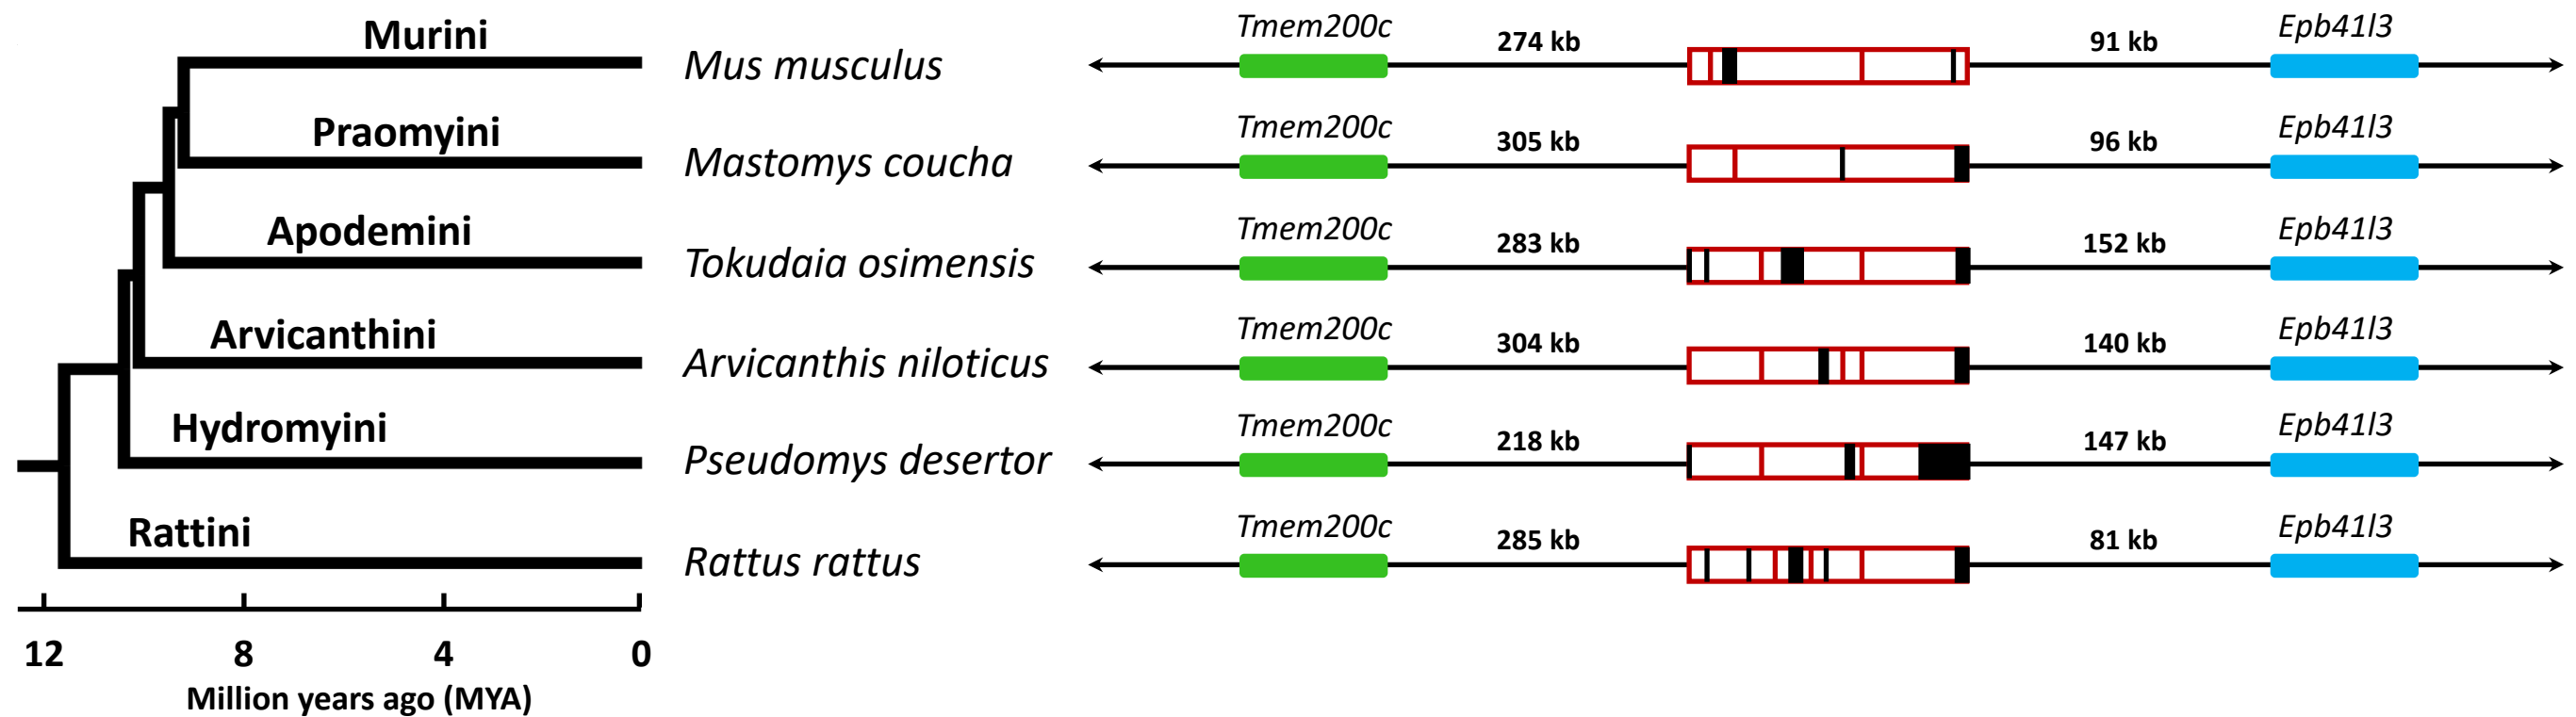 Murini
Mus musculus
Tmem200c
274 kb
91 kb
Epb41l3
Praomyini
Mastomys coucha
Tmem200c
305 kb
96 kb
Epb41l3
Apodemini
Tokudaia osimensis
Tmem200c
283 kb
152 kb
Epb41l3
Arvicanthini
Arvicanthis niloticus
Tmem200c
304 kb
140 kb
Epb41l3
Hydromyini
Pseudomys desertor
Tmem200c
218 kb
147 kb
Epb41l3
Rattini
Rattus rattus
Tmem200c
285 kb
81 kb
Epb41l3
12 8 4 0
Million years ago (MYA)